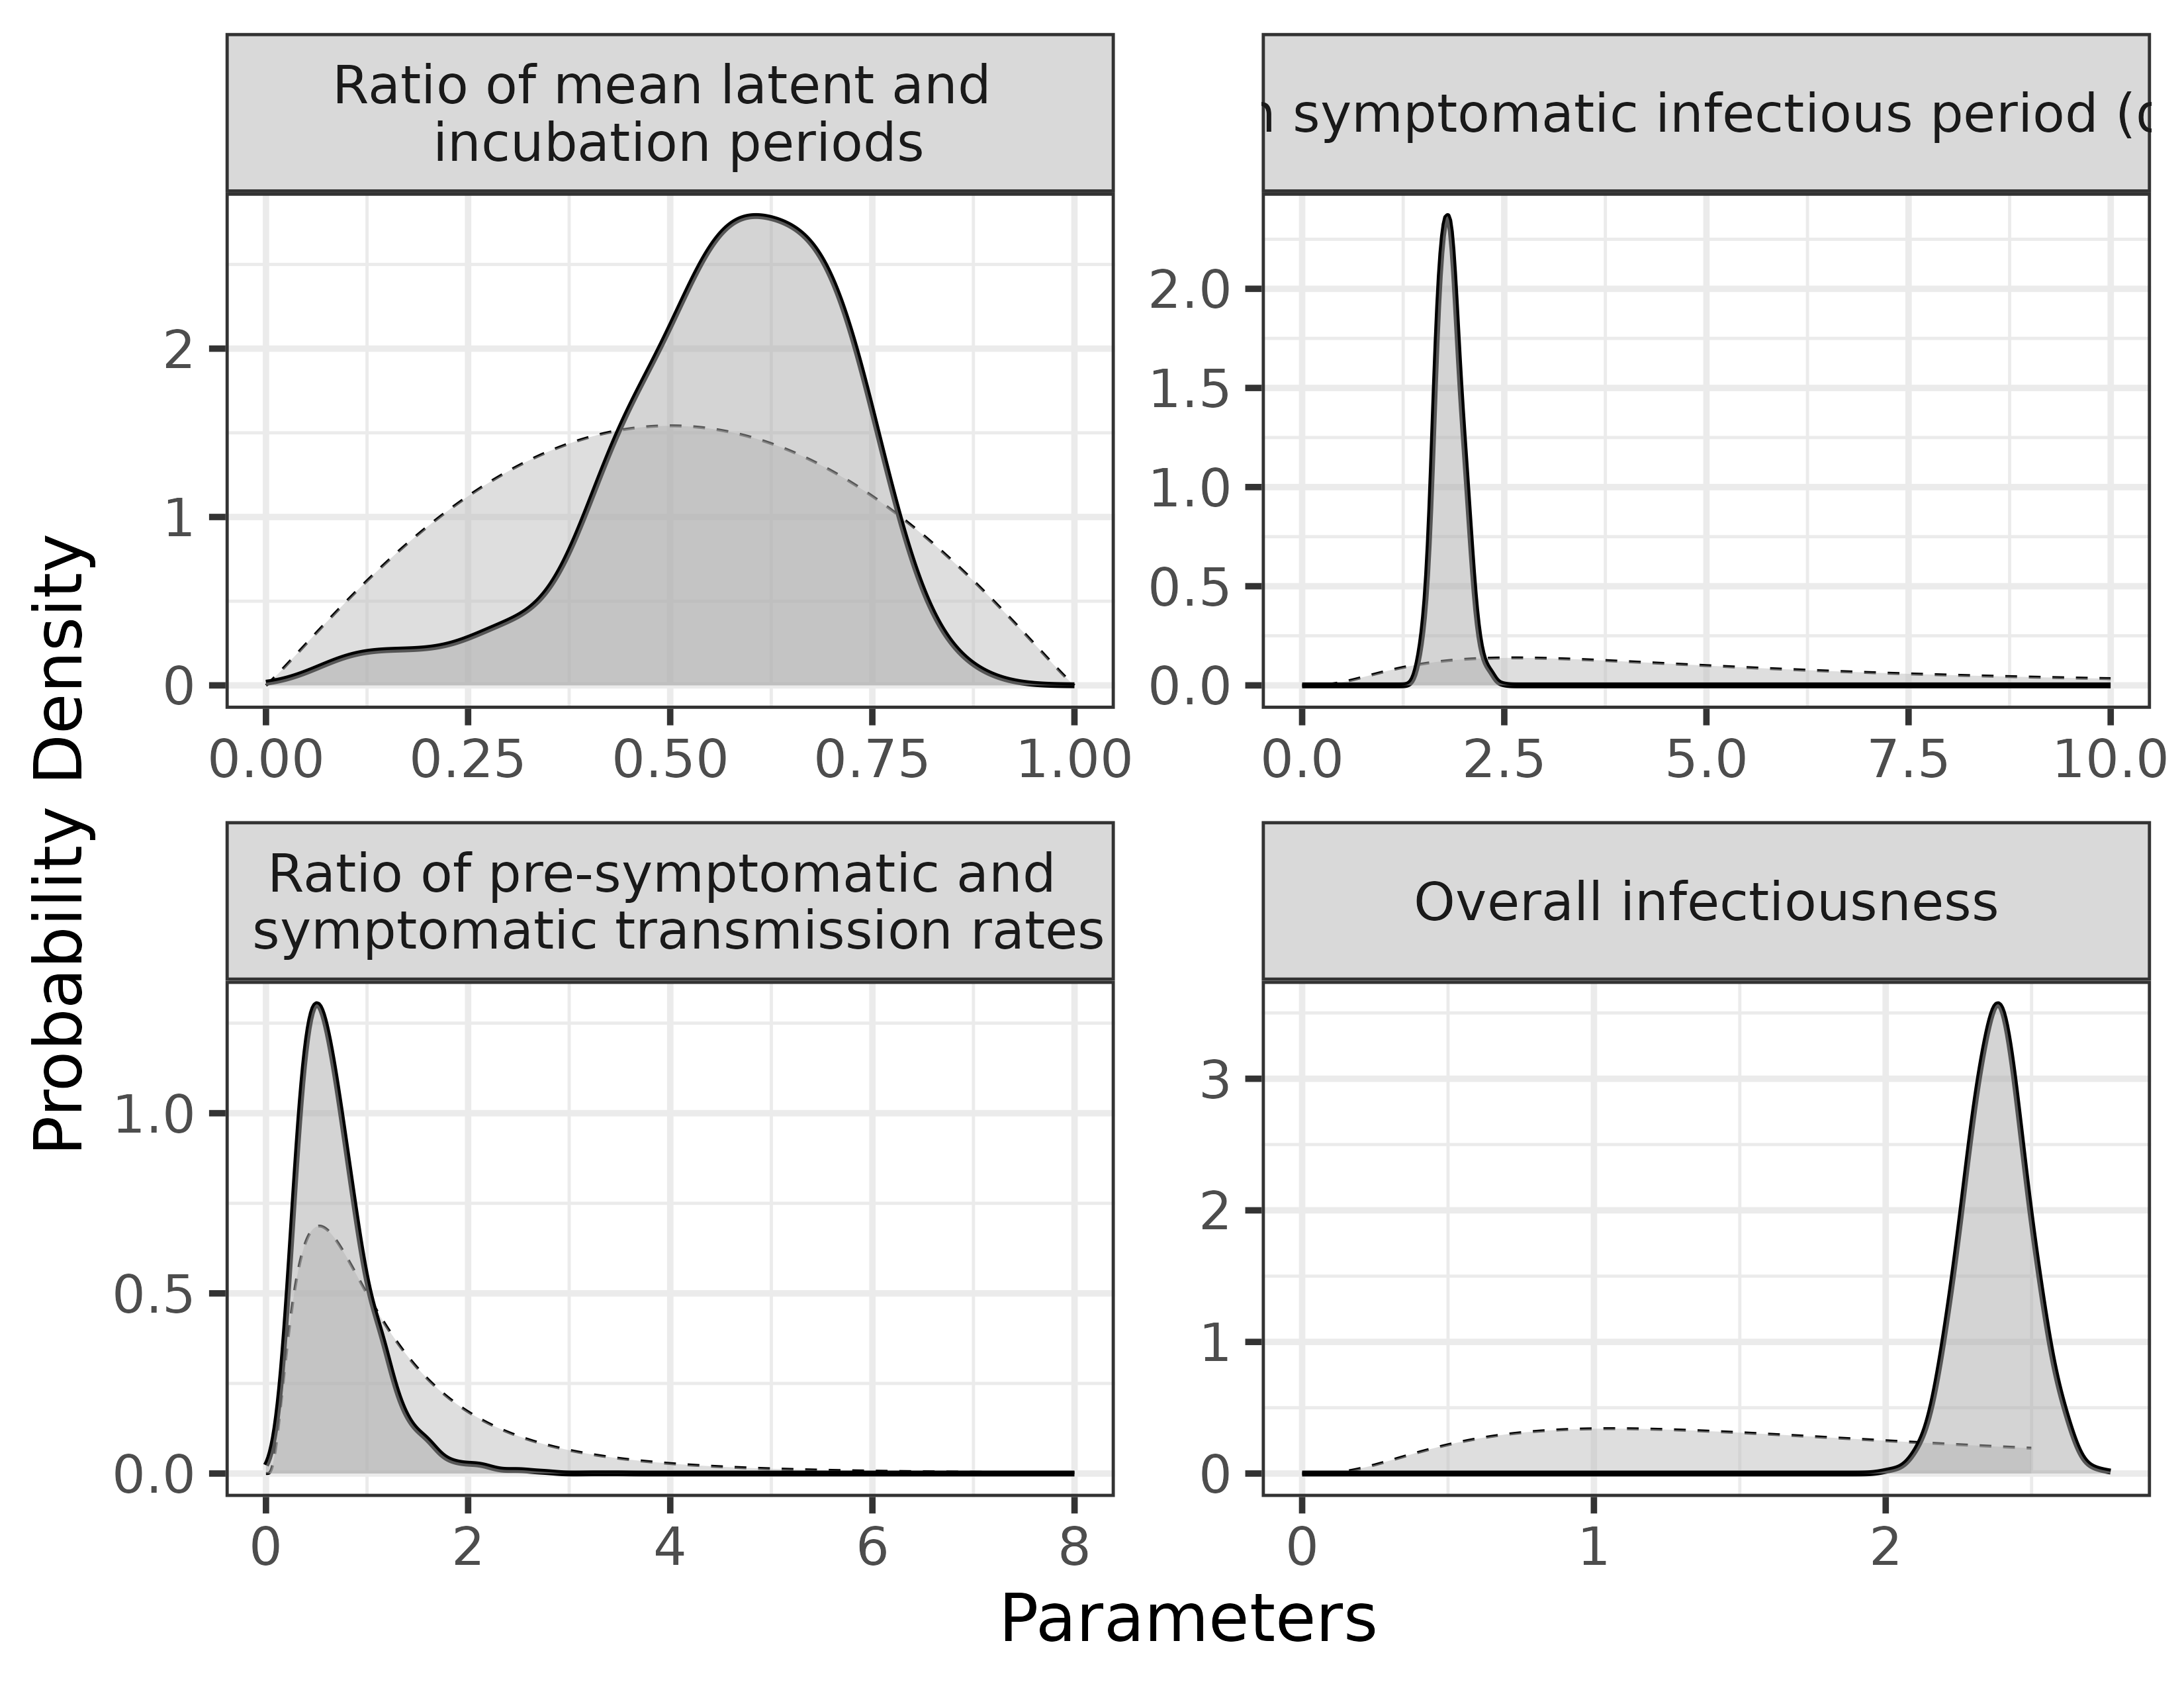 Ratio of mean latent and
incubation periods
symptomatic infectious period
2
1
0
0.00 0.25 0.50 0.75 1.00
2.0
1.5
1.0
0.5
0.0
0.0 2.5 5.0 7.5 10.0
Probability Density
Ratio of pre-symptomatic and
symptomatic transmission rates
Overall infectiousness
1.0
0.5
0.0
0 2 4 6 8
3
2
1
0
0 1 2
Parameters